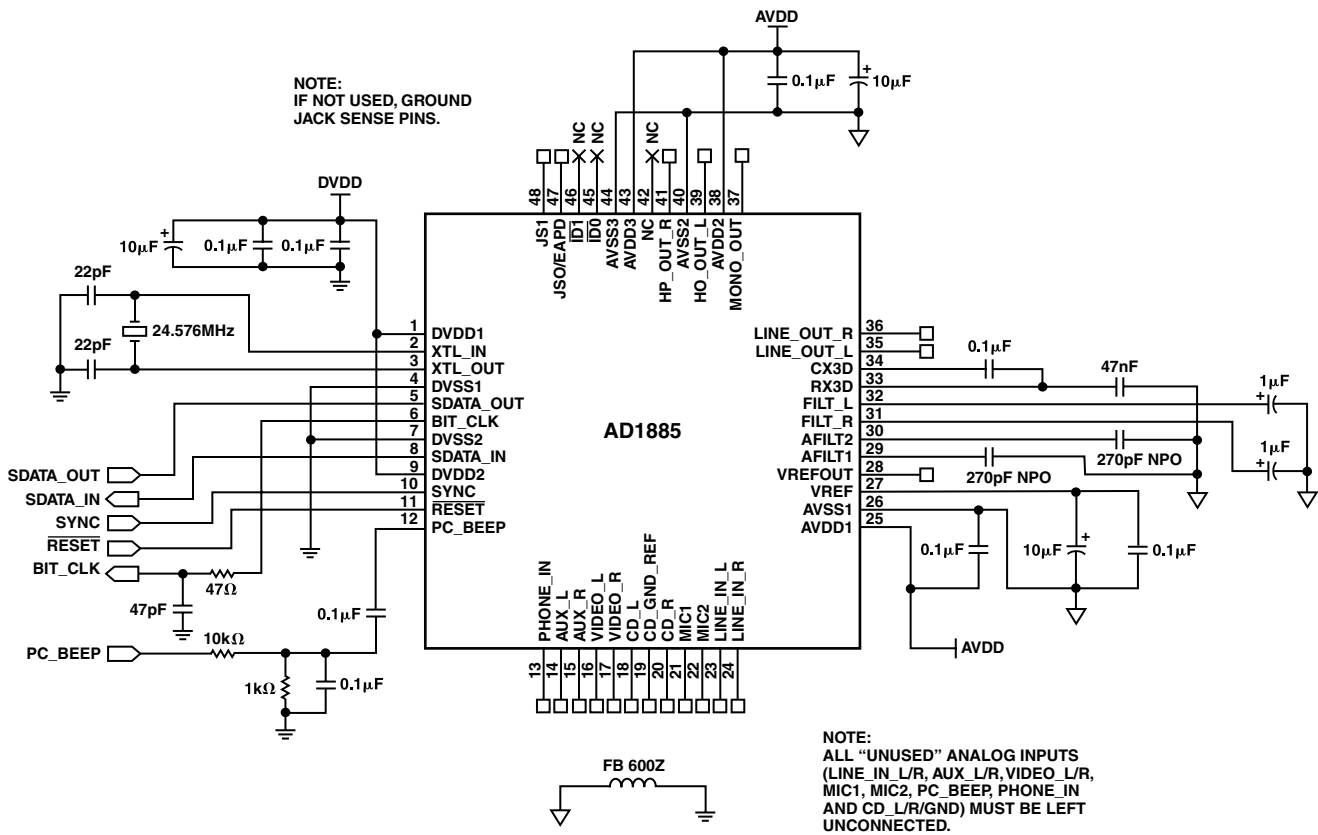 AVDD
NOTE:
IF NOT USED, GROUND
JACK SENSE PINS.
0.1μF
+
10μF
NC
NC
NC
DVDD
48
47
46
45
44
43
42
41
40
39
38
37
JS1
JSO/EAPD
ID1
ID0
AVSS3
AVDD3
NC
HP_OUT_R
AVSS2
HO_OUT_L
AVDD2
MONO_OUT
+
10μF
0.1μF
0.1μF
22pF
24.576MHz
22pF
1 DVDD1
2 XTL_IN
3 XTL_OUT
4 DVSS1
5 SDATA_OUT
6 BIT_CLK
7 DVSS2
8 SDATA_IN
9 DVDD2
10 SYNC
11 RESET
12 PC_BEEP
AD1885
LINE_OUT_R 36
LINE_OUT_L 35
CX3D 34
RX3D 33
FILT_L 32
FILT_R 31
AFILT2 30
AFILT1 29
VREFOUT 28
VREF 27
AVSS1 26
AVDD1 25
0.1μF
47nF
1μF
+
1μF
+
270pF NPO
270pF NPO
0.1μF
10μF
+
0.1μF
AVDD
SDATA_OUT
SDATA_IN
SYNC
RESET
BIT_CLK
47Ω
47pF
0.1μF
PC_BEEP
10kΩ
1kΩ
0.1μF
PHONE_IN
AUX_L
AUX_R
VIDEO_L
VIDEO_R
CD_L
CD_GND_REF
CD_R
MIC1
MIC2
LINE_IN_L
LINE_IN_R
13
14
15
16
17
18
19
20
21
22
23
24
FB 600Z
NOTE:
ALL “UNUSED” ANALOG INPUTS
(LINE_IN_L/R, AUX_L/R, VIDEO_L/R,
MIC1, MIC2, PC_BEEP, PHONE_IN
AND CD_L/R/GND) MUST BE LEFT
UNCONNECTED.